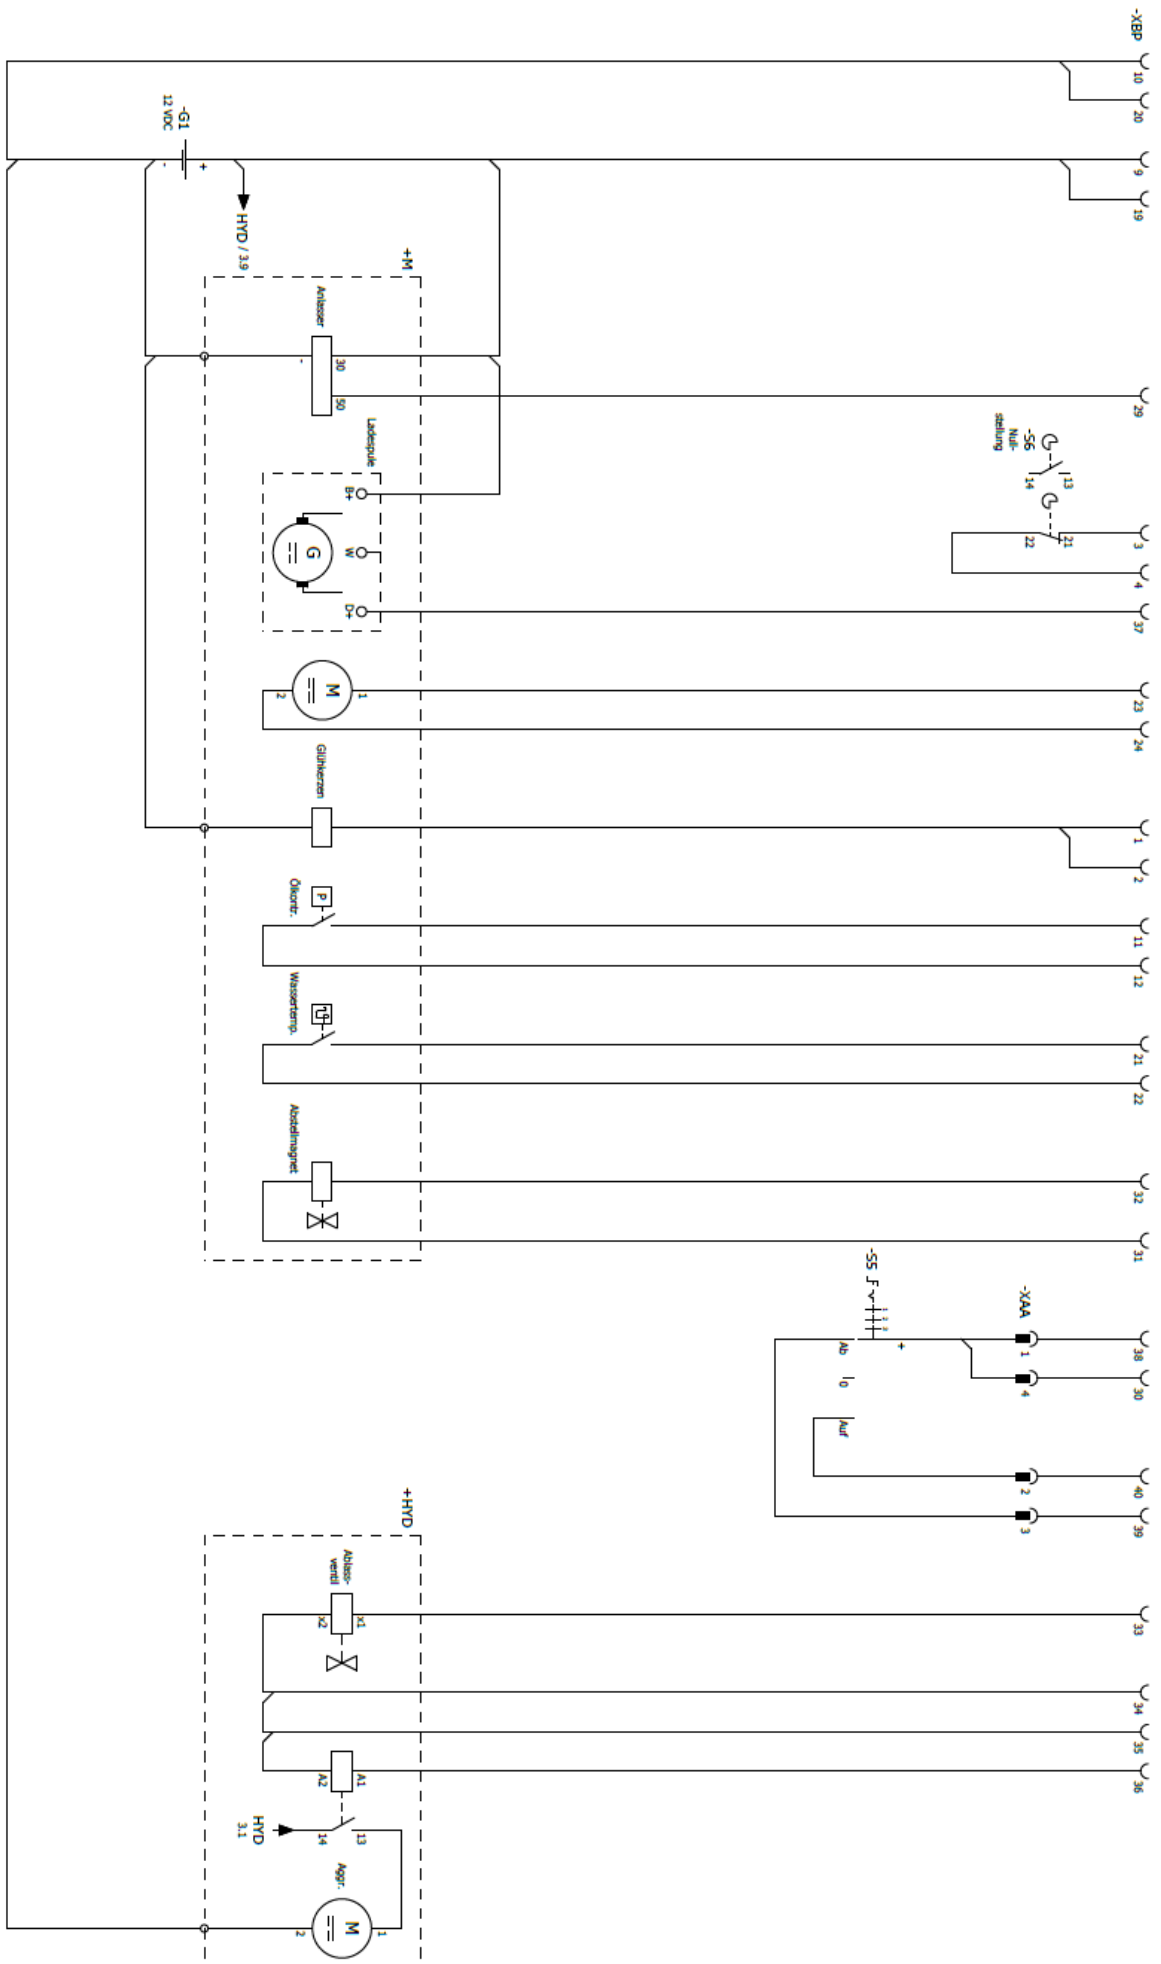 -XBP
10
20
9
19
29
3
4
37
23
24
1
2
11
12
21
22
32
31
38
30
40
39
33
34
35
36
-G1
12 VDC
-
+
HYD / 3.9
+M
Anlasser
-
30
50
Ladespule
B+
W
D+
G
-S6
Null-
stellung
13
14
21
22
M
1
2
Glühkerzen
Ölkontr.
P
Wassertemp.
Abstellmagnet
-S5
1
2
3
+
Ab
0
Auf
-XAA
1
4
2
3
+HYD
Ablass-
ventil
x1
x2
A1
A2
13
14
HYD
3.1
Aggr.
M
1
2